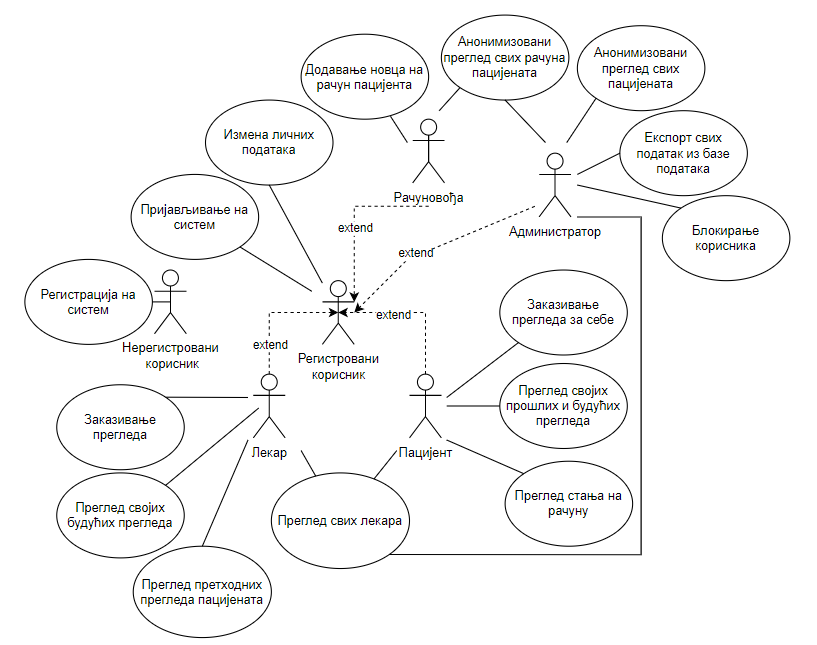 Анонимизовани
преглед свих рачуна
пацијената
Анонимизовани
преглед свих
пацијената
Додавање новца на
рачун пацијента
Измена личних
података
Експорт свих
податак из базе
података
Рачуновођа
Пријављивање на
систем
extend
Администратор
Блокирање
корисника
extend
Регистрација на
систем
Заказивање
прегледа за себе
extend
Нерегистровани
корисник
extend
Регистровани
корисник
Преглед својих
прошлих и будућих
прегледа
Заказивање
прегледа
Лекар
Пацијент
Преглед стања на
рачуну
Преглед својих
будућих прегледа
Преглед свих лекара
Преглед претходних
прегледа пацијената